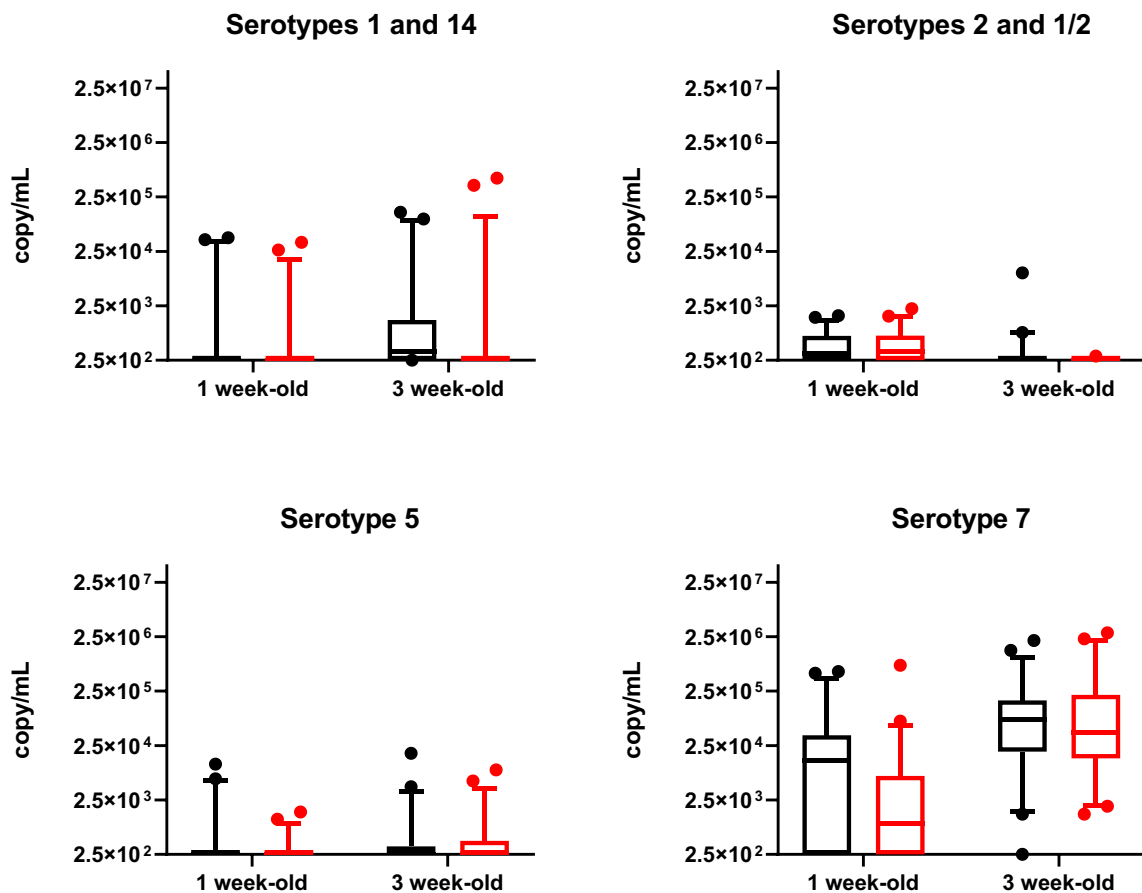 Serotypes 1 and 14
2.5×10⁷
2.5×10⁶
2.5×10⁵
2.5×10⁴
2.5×10³
2.5×10²
copy/mL
1 week-old
3 week-old
Serotypes 2 and 1/2
2.5×10⁷
2.5×10⁶
2.5×10⁵
2.5×10⁴
2.5×10³
2.5×10²
copy/mL
1 week-old
3 week-old
Serotype 5
2.5×10⁷
2.5×10⁶
2.5×10⁵
2.5×10⁴
2.5×10³
2.5×10²
copy/mL
1 week-old
3 week-old
Serotype 7
2.5×10⁷
2.5×10⁶
2.5×10⁵
2.5×10⁴
2.5×10³
2.5×10²
copy/mL
1 week-old
3 week-old